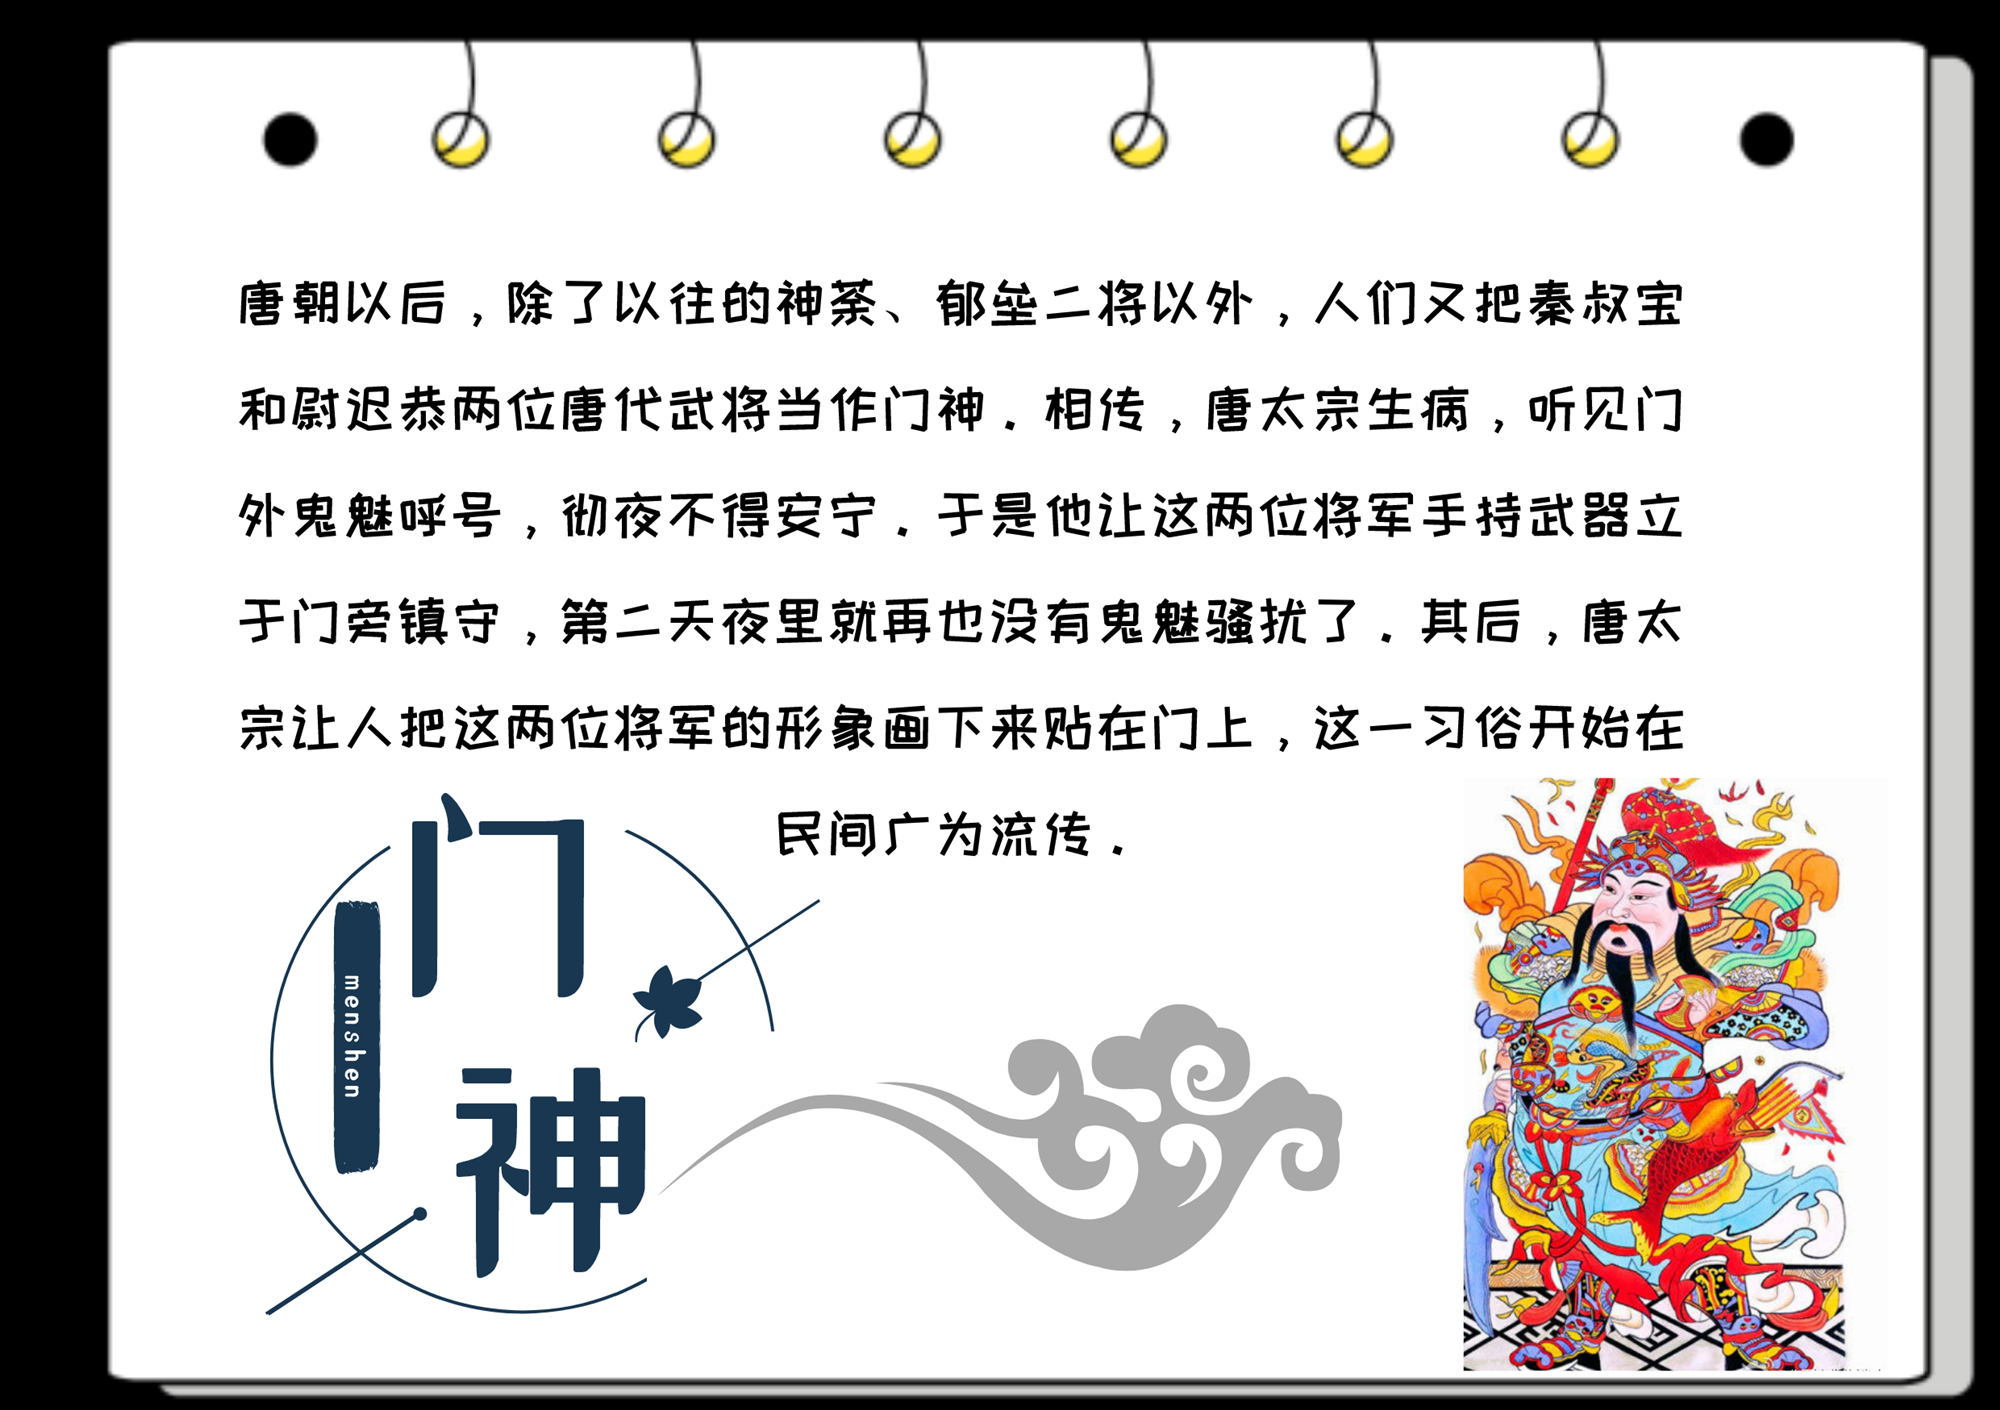 唐朝以后，除了以往的神荼、郁垒二将以外，人们又把秦叔宝
和尉迟恭两位唐代武将当作门神．相传，唐太宗生病，听见门
外鬼魅呼号，彻夜不得安宁．于是他让这两位将军手持武器立
于门旁镇守，第二天夜里就再也没有鬼魅骚扰了．其后，唐太
宗让人把这两位将军的形象画下来贴在门上，这一习俗开始在
民间广为流传．
门
神
menshen